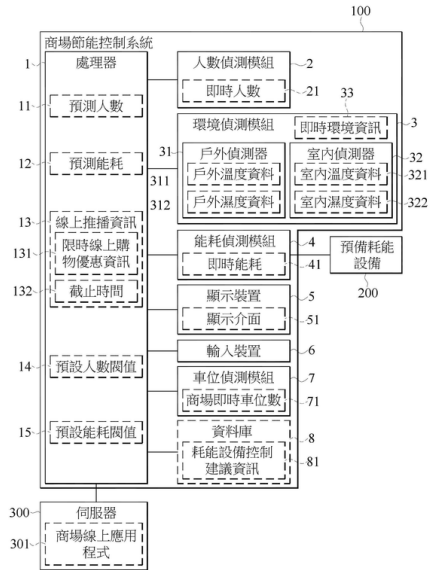 100
商場節能控制系統
1
處理器
11
預測人數
12
預測能耗
13
線上推播資訊
131
限時線上購
物優惠資訊
132
截止時間
14
預設人數閥值
15
預設能耗閥值
人數偵測模組
2
即時人數
21
環境偵測模組
33
即時環境資訊
3
31
戶外偵測器
311
戶外溫度資料
312
戶外濕度資料
室內偵測器
32
室內溫度資料
321
室內濕度資料
322
能耗偵測模組
4
即時能耗
41
預備耗能
設備
200
顯示裝置
5
顯示介面
51
輸入裝置
6
車位偵測模組
7
商場即時車位數
71
資料庫
8
耗能設備控制
建議資訊
81
300
伺服器
301
商場線上應用
程式